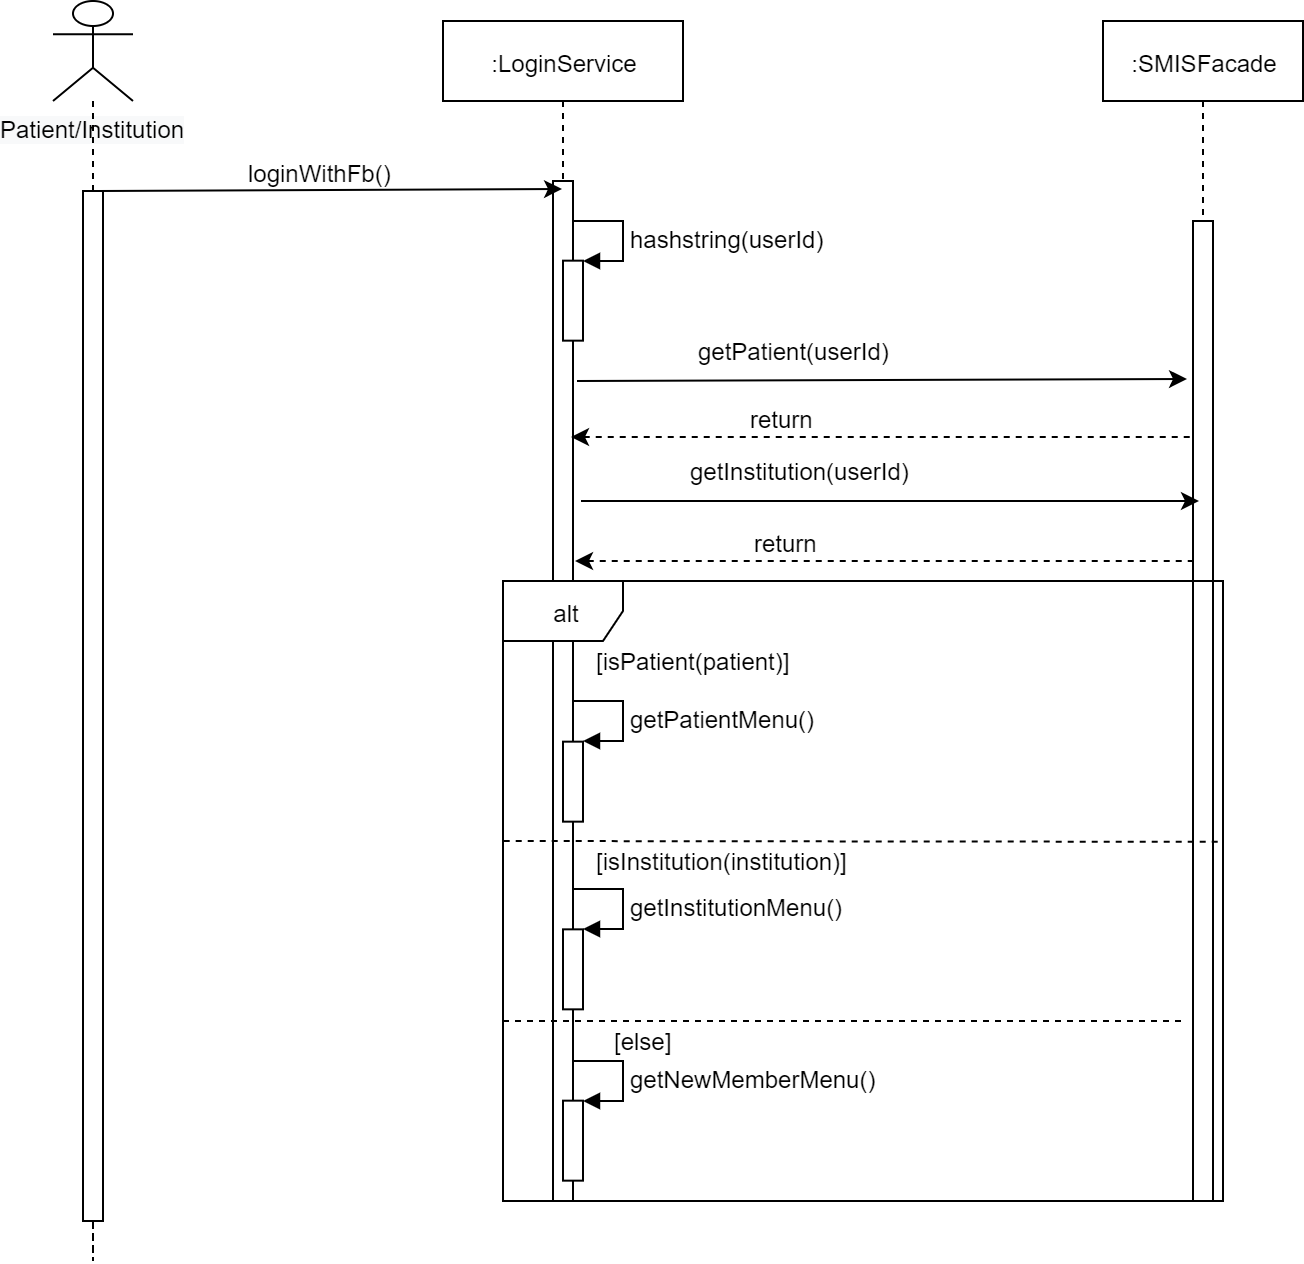 :LoginService
:SMISFacade
Patient/Institution
loginWithFb()
hashstring(userId)
getPatient(userId)
return
getInstitution(userId)
return
alt
[isPatient(patient)]
getPatientMenu()
[isInstitution(institution)]
getInstitutionMenu()
[else]
getNewMemberMenu()